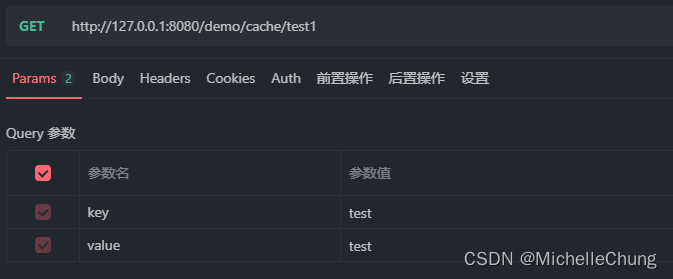 GET http://127.0.0.1:8080/demo/cache/test1
Params 2 Body Headers Cookies Auth 前置操作 后置操作 设置
Query 参数
参数名 参数值
key test
value test
CSDN @MichelleChung